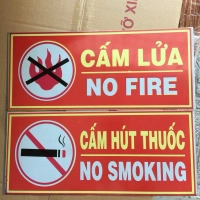 CẤM LỬA
NO FIRE
CẤM HÚT THUỐC
NO SMOKING